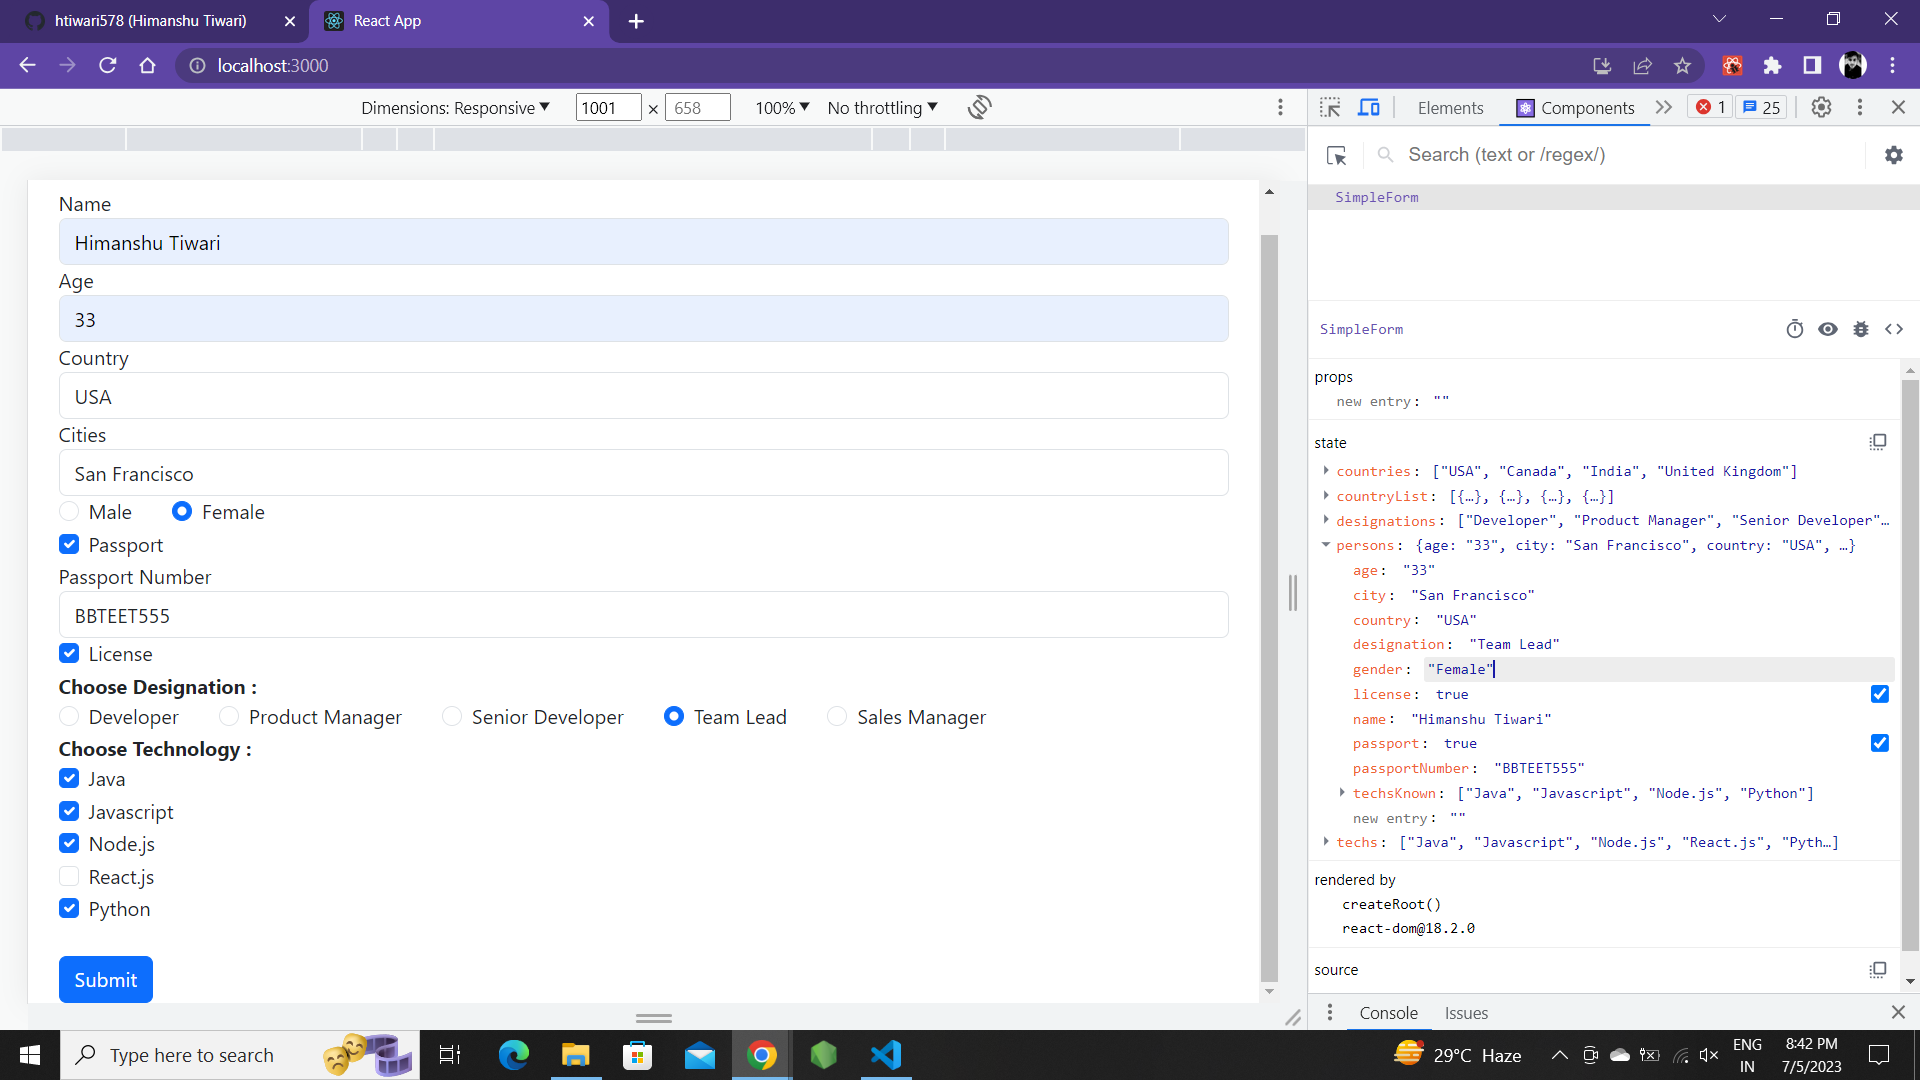 htiwari578 (Himanshu Tiwari)
React App
localhost:3000
Dimensions: Responsive ▼ 1001 × 658 100% ▼ No throttling ▼
Elements Components 1 25
Search (text or /regex/)
SimpleForm
Name
Himanshu Tiwari
Age
33
Country
USA
Cities
San Francisco
Male Female
Passport
Passport Number
BBTEET555
License
Choose Designation :
Developer Product Manager Senior Developer Team Lead Sales Manager
Choose Technology :
Java
Javascript
Node.js
React.js
Python
Submit
SimpleForm
props
new entry: ""
state
countries: ["USA", "Canada", "India", "United Kingdom"]
countryList: [{…}, {…}, {…}, {…}]
designations: ["Developer", "Product Manager", "Senior Developer"…
persons: {age: "33", city: "San Francisco", country: "USA", …}
age: "33"
city: "San Francisco"
country: "USA"
designation: "Team Lead"
gender: "Female"
license: true
name: "Himanshu Tiwari"
passport: true
passportNumber: "BBTEET555"
techsKnown: ["Java", "Javascript", "Node.js", "Python"]
new entry: ""
techs: ["Java", "Javascript", "Node.js", "React.js", "Pyth…]
rendered by
createRoot()
react-dom@18.2.0
source
Console Issues
Type here to search
29°C Haze
ENG
IN
8:42 PM
7/5/2023